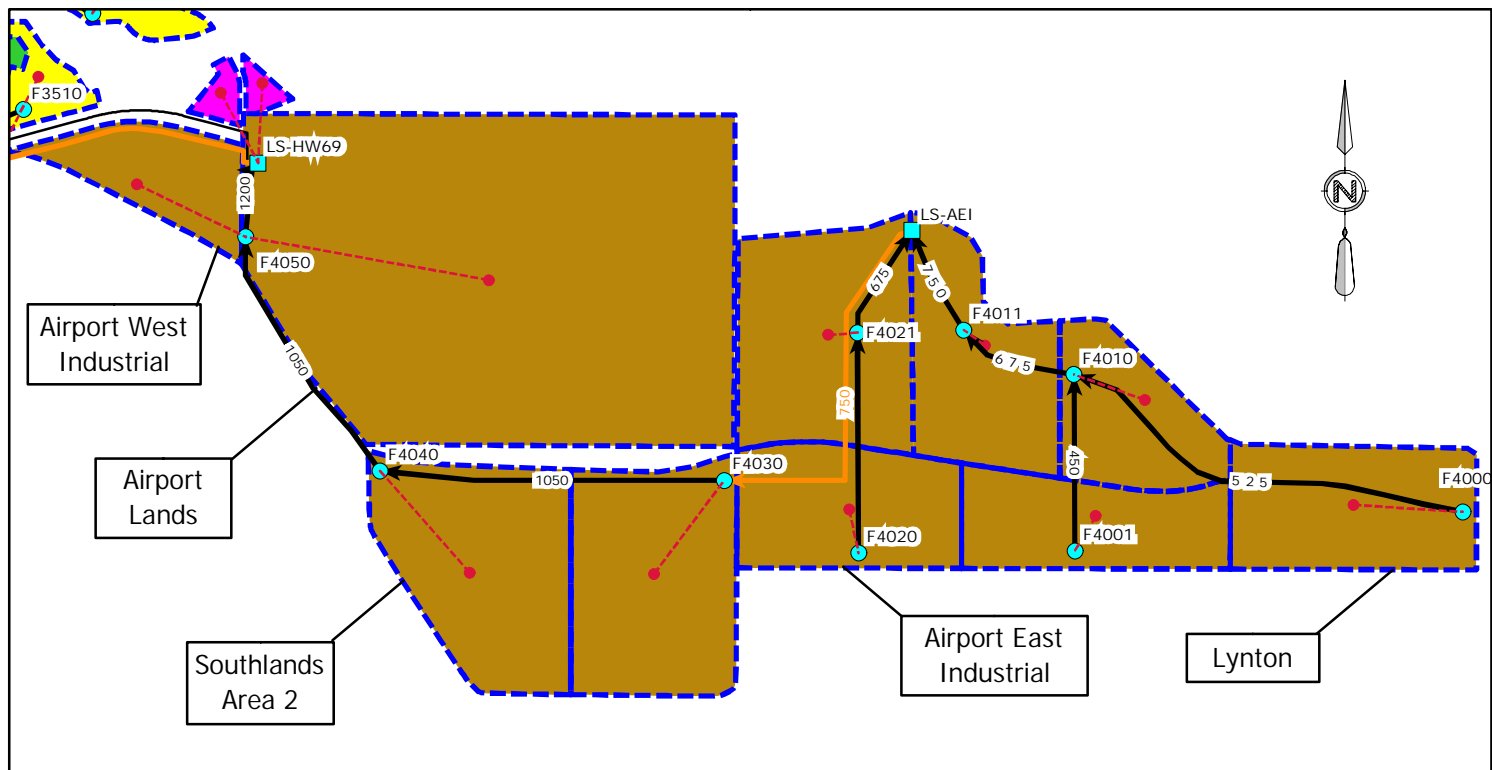 F3510
LS-HW69
1200
F4050
Airport West
Industrial
1050
Airport
Lands
F4040
1050
F4030
Southlands
Area 2
LS-AEI
675
750
F4011
F4021
675
F4010
750
450
525
F4000
F4020
F4001
Airport East
Industrial
Lynton
N